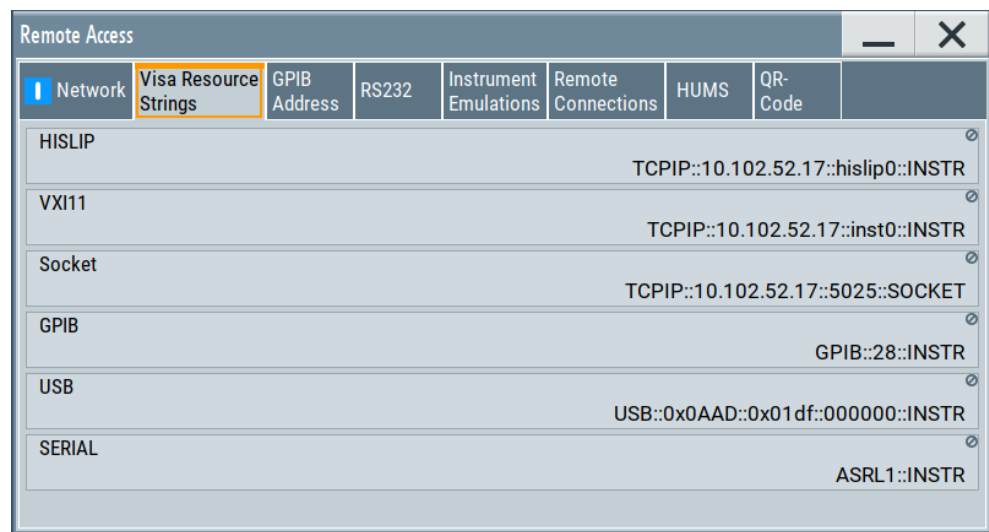 Remote Access
Network
Visa Resource
Strings
GPIB
Address
RS232
Instrument
Emulations
Remote
Connections
HUMS
QR-
Code
HISLIP
TCPIP::10.102.52.17::hislip0::INSTR
VXI11
TCPIP::10.102.52.17::inst0::INSTR
Socket
TCPIP::10.102.52.17::5025::SOCKET
GPIB
GPIB::28::INSTR
USB
USB::0x0AAD::0x01df::000000::INSTR
SERIAL
ASRL1::INSTR